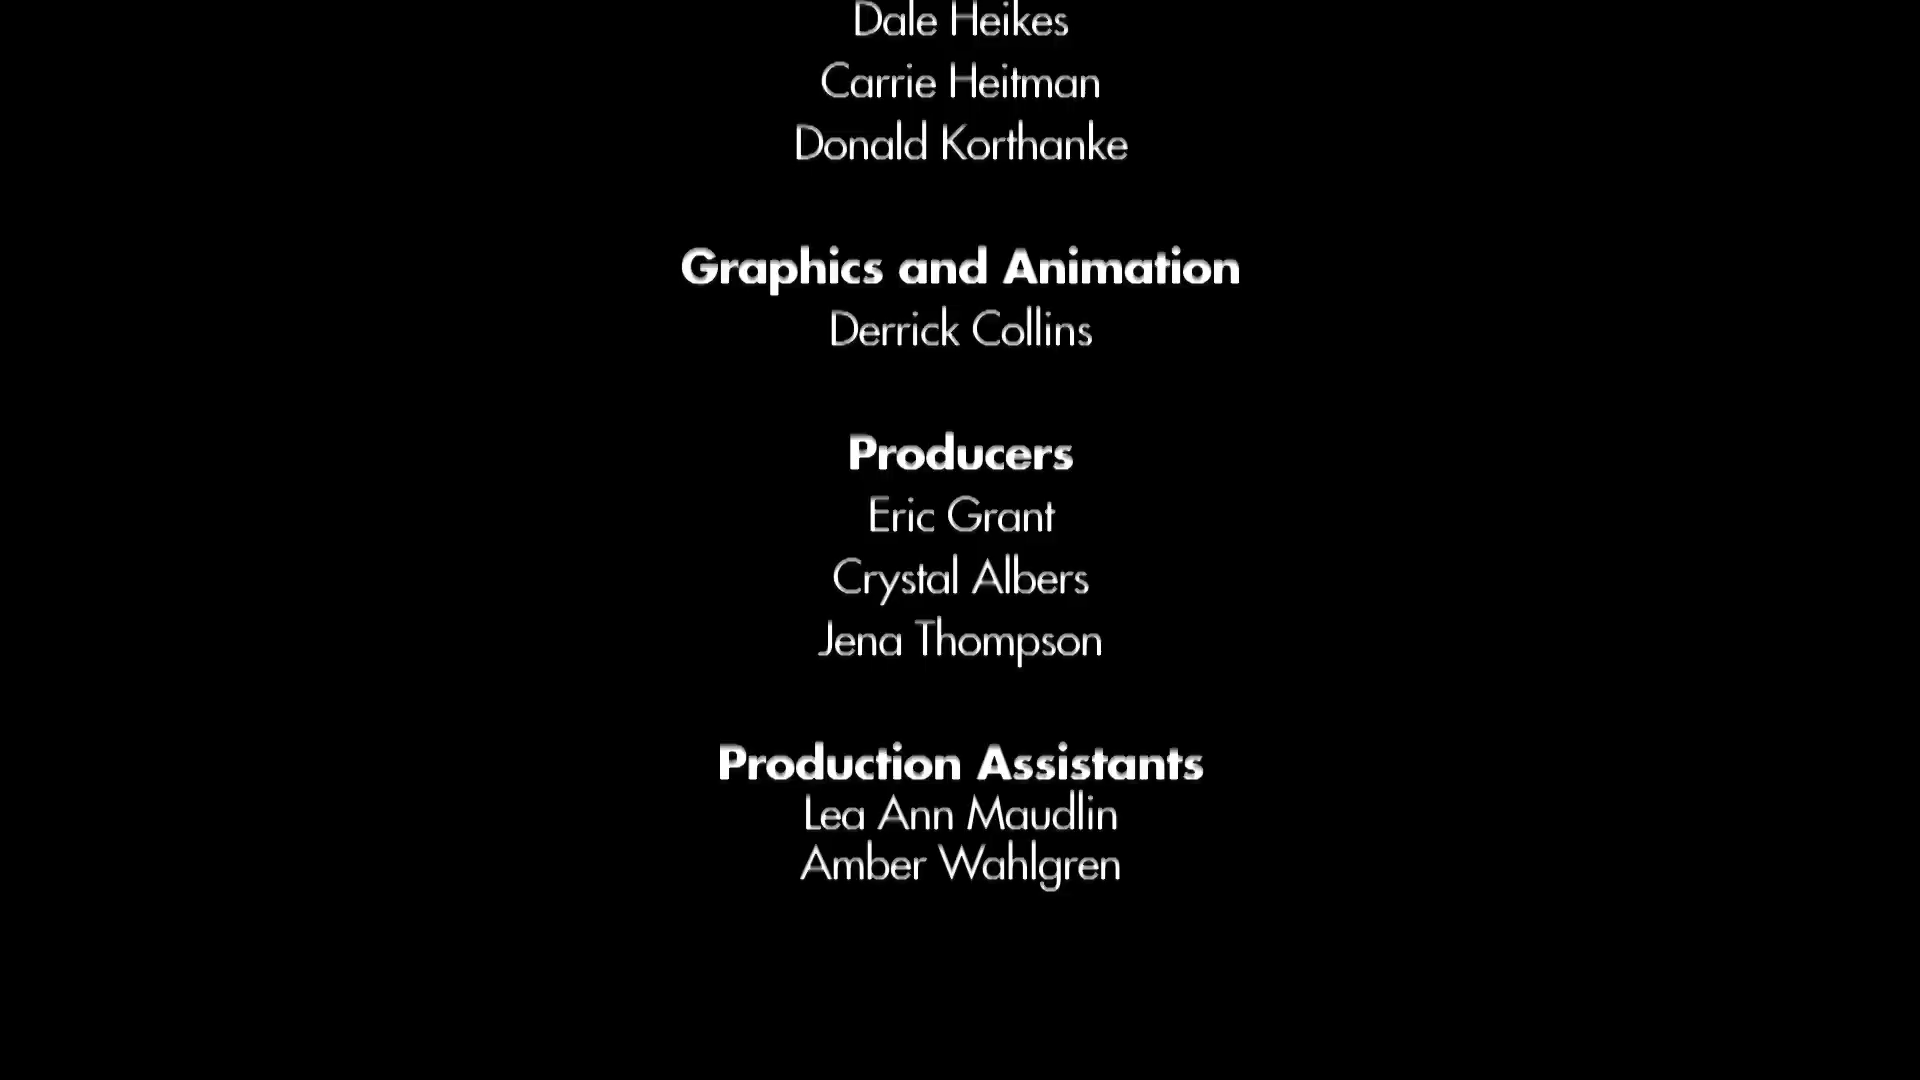 Dale Heikes
Carrie Heitman
Donald Korthanke
Graphics and Animation
Derrick Collins
Producers
Eric Grant
Crystal Albers
Jena Thompson
Production Assistants
Lea Ann Maudlin
Amber Wahlgren